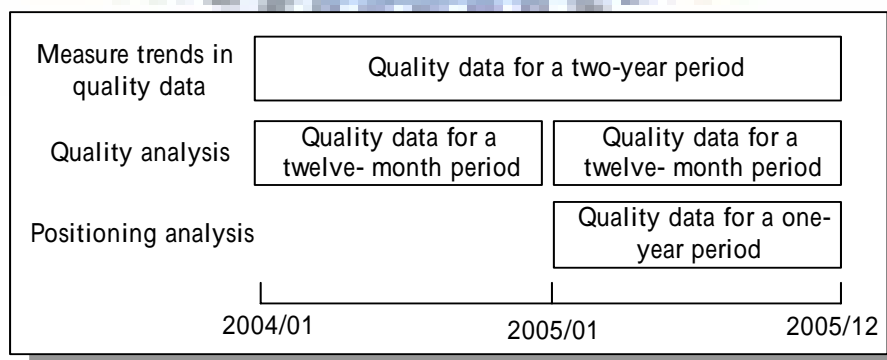 Measure trends in
quality data
Quality data for a two-year period
Quality analysis
Quality data for a
twelve- month period
Quality data for a
twelve- month period
Positioning analysis
Quality data for a one-
year period
2004/01
2005/01
2005/12